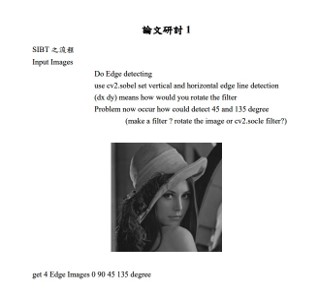 論文研討 1
SIBT 之流程
Input Images
Do Edge detecting
use cv2.sobel set vertical and horizontal edge line detection
(dx dy) means how would you rotate the filter
Problem now occur how could detect 45 and 135 degree
(make a filter ? rotate the image or cv2.socle filter?)
get 4 Edge Images 0 90 45 135 degree